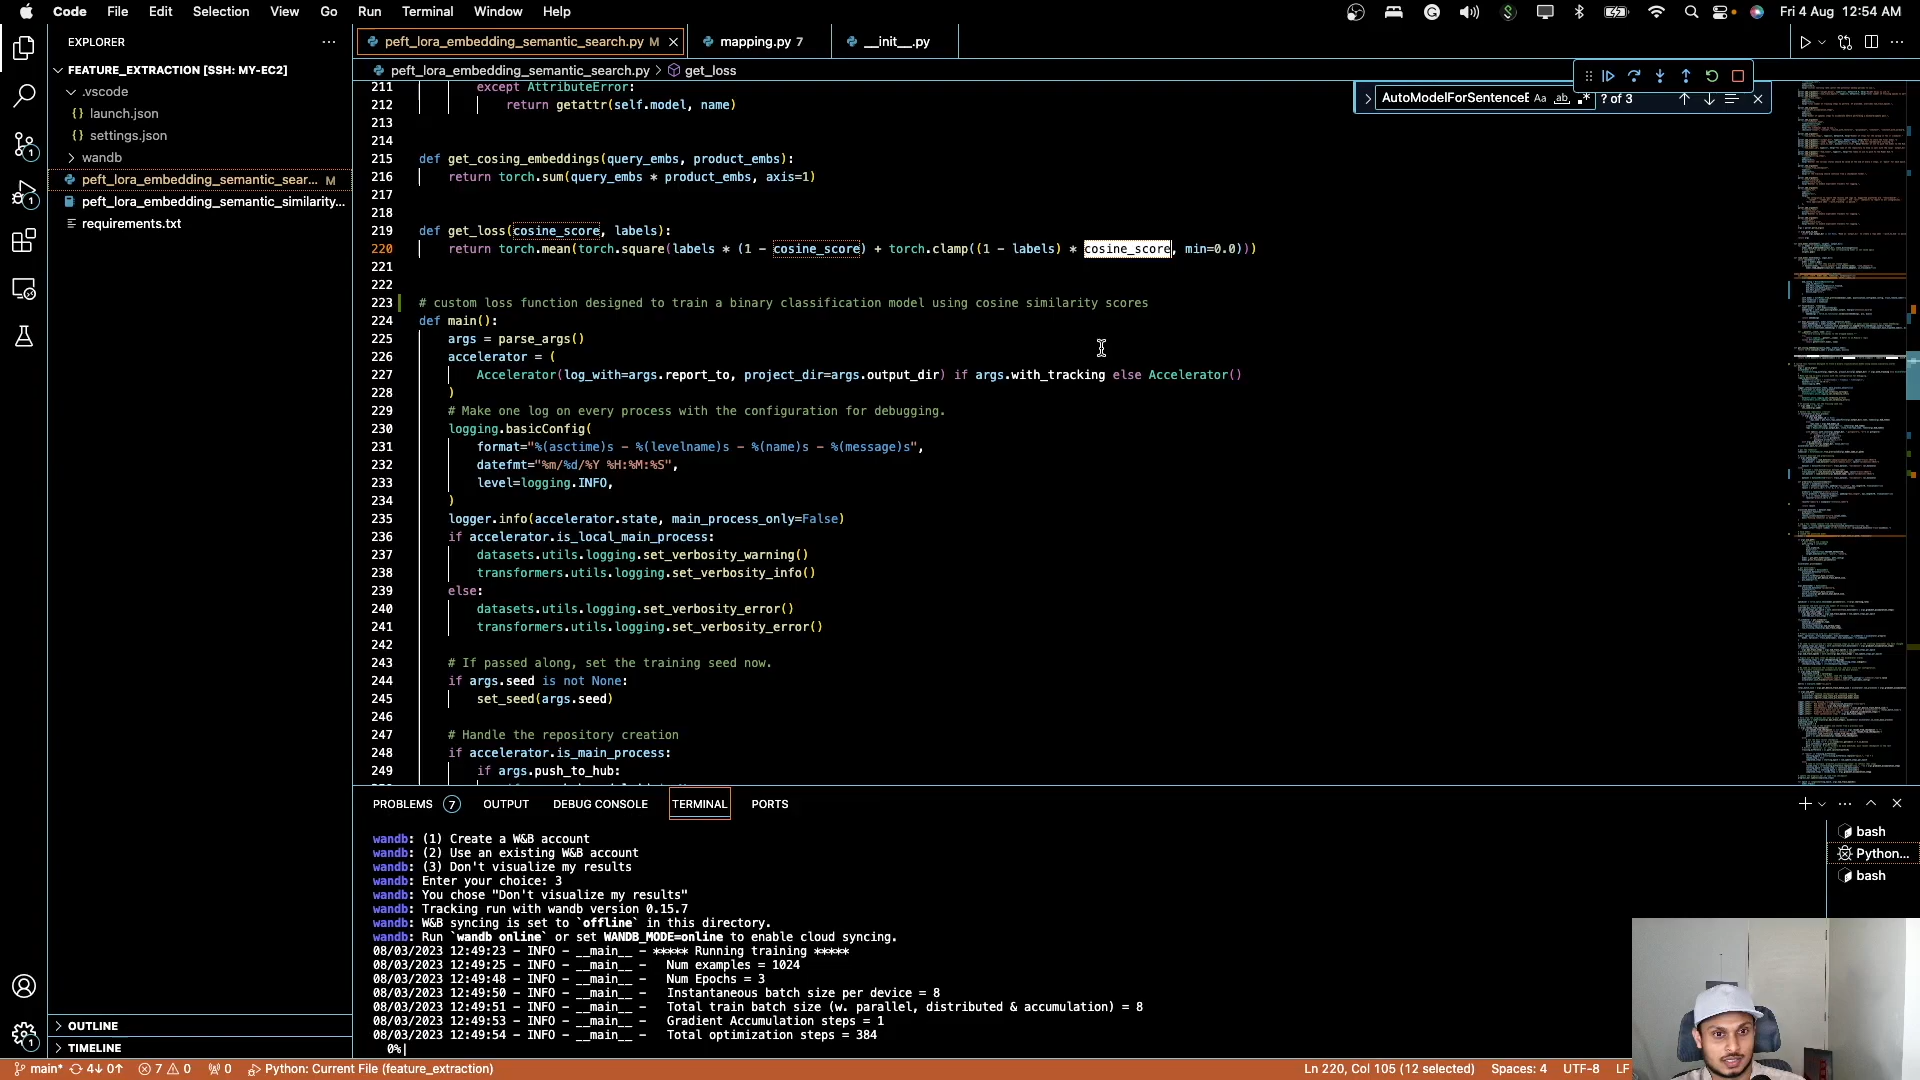 Code File Edit Selection View Go Run Terminal Window Help
Fri 4 Aug 12:54 AM
EXPLORER
FEATURE_EXTRACTION [SSH: MY-EC2]
.vscode
launch.json
settings.json
wandb
peft_lora_embedding_semantic_sear... M
peft_lora_embedding_semantic_similarity...
requirements.txt
OUTLINE
TIMELINE
peft_lora_embedding_semantic_search.py M
mapping.py 7
__init__.py
peft_lora_embedding_semantic_search.py > get_loss
AutoModelForSentenceE Aa ab ? of 3
211 except AttributeError:
212 return getattr(self.model, name)
213
214
215 def get_cosing_embeddings(query_embs, product_embs):
216 return torch.sum(query_embs * product_embs, axis=1)
217
218
219 def get_loss(cosine_score, labels):
220 return torch.mean(torch.square(labels * (1 - cosine_score) + torch.clamp((1 - labels) * cosine_score, min=0.0)))
221
222
223 # custom loss function designed to train a binary classification model using cosine similarity scores
224 def main():
225 args = parse_args()
226 accelerator = (
227 Accelerator(log_with=args.report_to, project_dir=args.output_dir) if args.with_tracking else Accelerator()
228 )
229 # Make one log on every process with the configuration for debugging.
230 logging.basicConfig(
231 format="%(asctime)s - %(levelname)s - %(name)s - %(message)s",
232 datefmt="%m/%d/%Y %H:%M:%S",
233 level=logging.INFO,
234 )
235 logger.info(accelerator.state, main_process_only=False)
236 if accelerator.is_local_main_process:
237 datasets.utils.logging.set_verbosity_warning()
238 transformers.utils.logging.set_verbosity_info()
239 else:
240 datasets.utils.logging.set_verbosity_error()
241 transformers.utils.logging.set_verbosity_error()
242
243 # If passed along, set the training seed now.
244 if args.seed is not None:
245 set_seed(args.seed)
246
247 # Handle the repository creation
248 if accelerator.is_main_process:
249 if args.push_to_hub:
PROBLEMS 7 OUTPUT DEBUG CONSOLE TERMINAL PORTS
wandb: (1) Create a W&B account
wandb: (2) Use an existing W&B account
wandb: (3) Don't visualize my results
wandb: Enter your choice: 3
wandb: You chose "Don't visualize my results"
wandb: Tracking run with wandb version 0.15.7
wandb: W&B syncing is set to `offline` in this directory.
wandb: Run `wandb online` or set WANDB_MODE=online to enable cloud syncing.
08/03/2023 12:49:23 - INFO - __main__ - ***** Running training *****
08/03/2023 12:49:25 - INFO - __main__ - Num examples = 1024
08/03/2023 12:49:48 - INFO - __main__ - Num Epochs = 3
08/03/2023 12:49:50 - INFO - __main__ - Instantaneous batch size per device = 8
08/03/2023 12:49:51 - INFO - __main__ - Total train batch size (w. parallel, distributed & accumulation) = 8
08/03/2023 12:49:53 - INFO - __main__ - Gradient Accumulation steps = 1
08/03/2023 12:49:54 - INFO - __main__ - Total optimization steps = 384
0%|
bash
Python...
bash
main* 4↓ 0↑ 7 0 0 Python: Current File (feature_extraction)
Ln 220, Col 105 (12 selected) Spaces: 4 UTF-8 LF